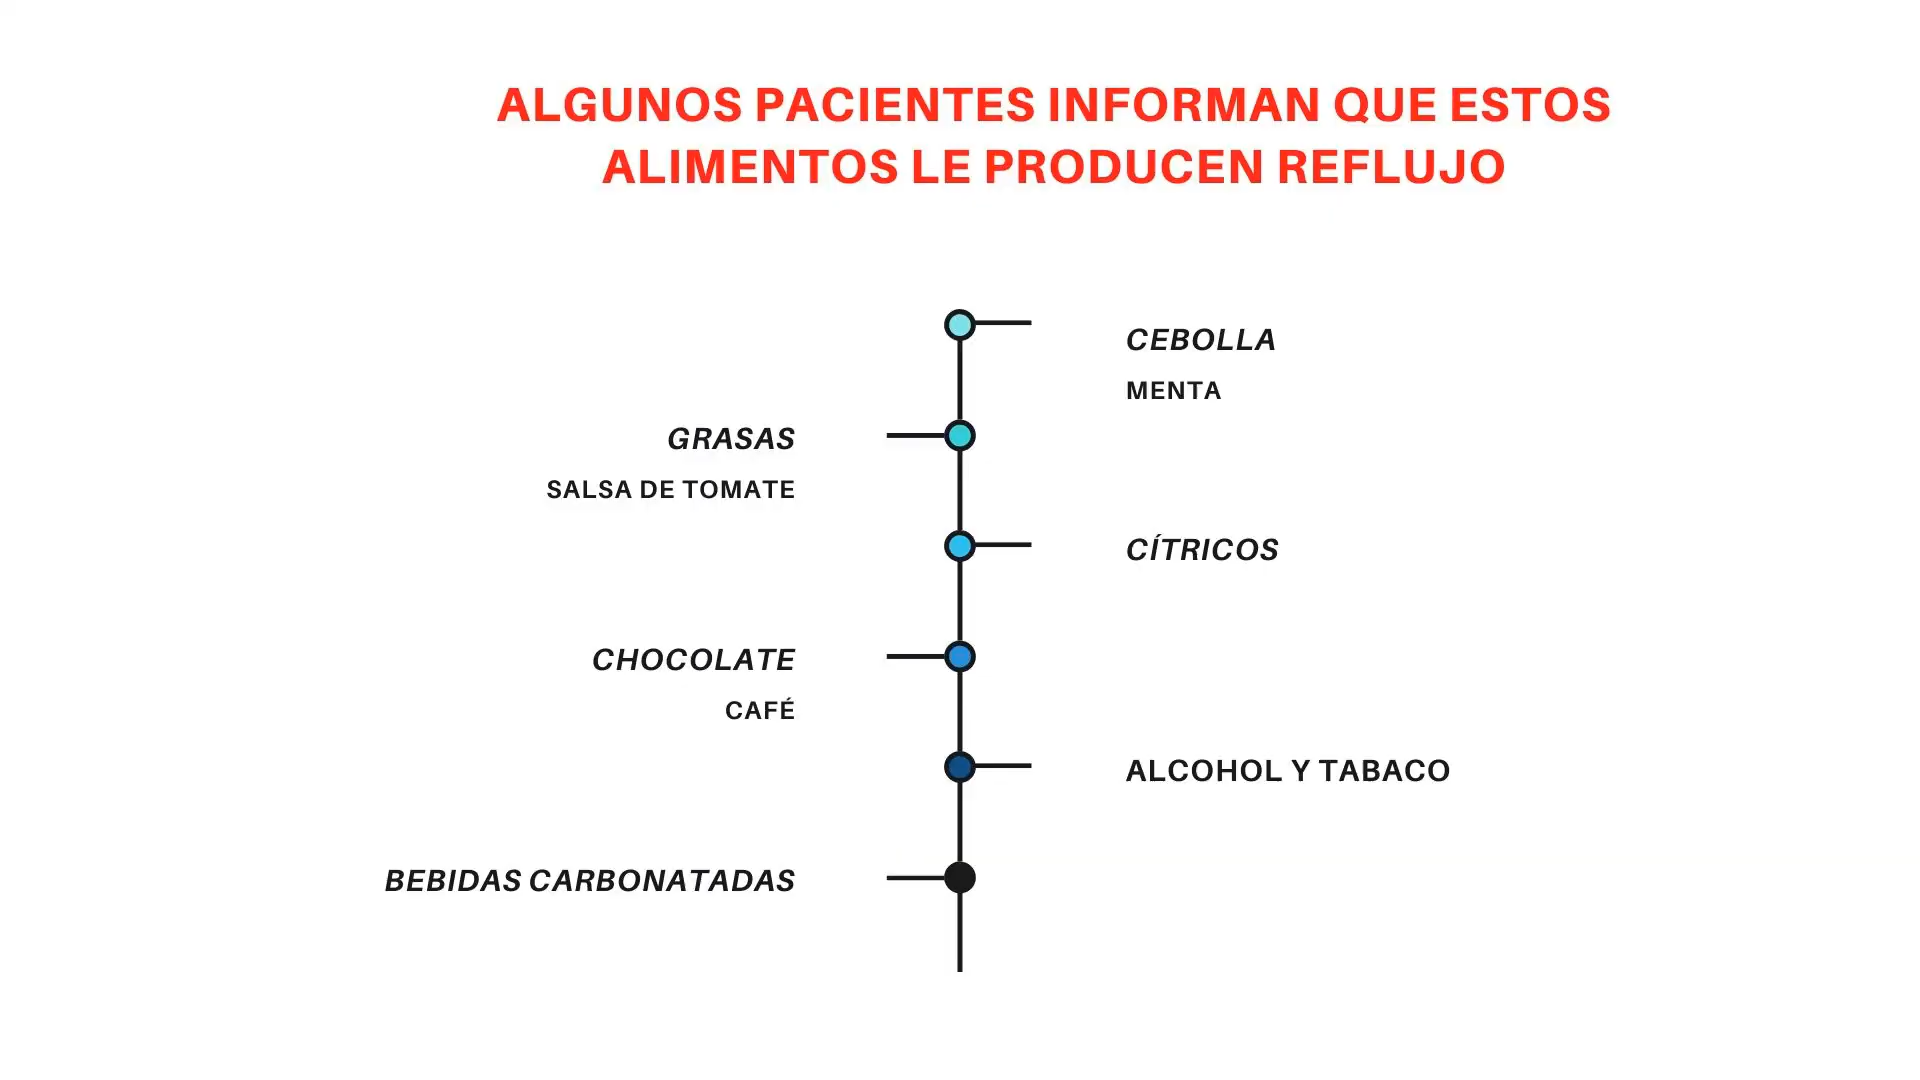 ALGUNOS PACIENTES INFORMAN QUE ESTOS
ALIMENTOS LE PRODUCEN REFLUJO
CEBOLLA
MENTA
GRASAS
SALSA DE TOMATE
CÍTRICOS
CHOCOLATE
CAFÉ
ALCOHOL Y TABACO
BEBIDAS CARBONATADAS